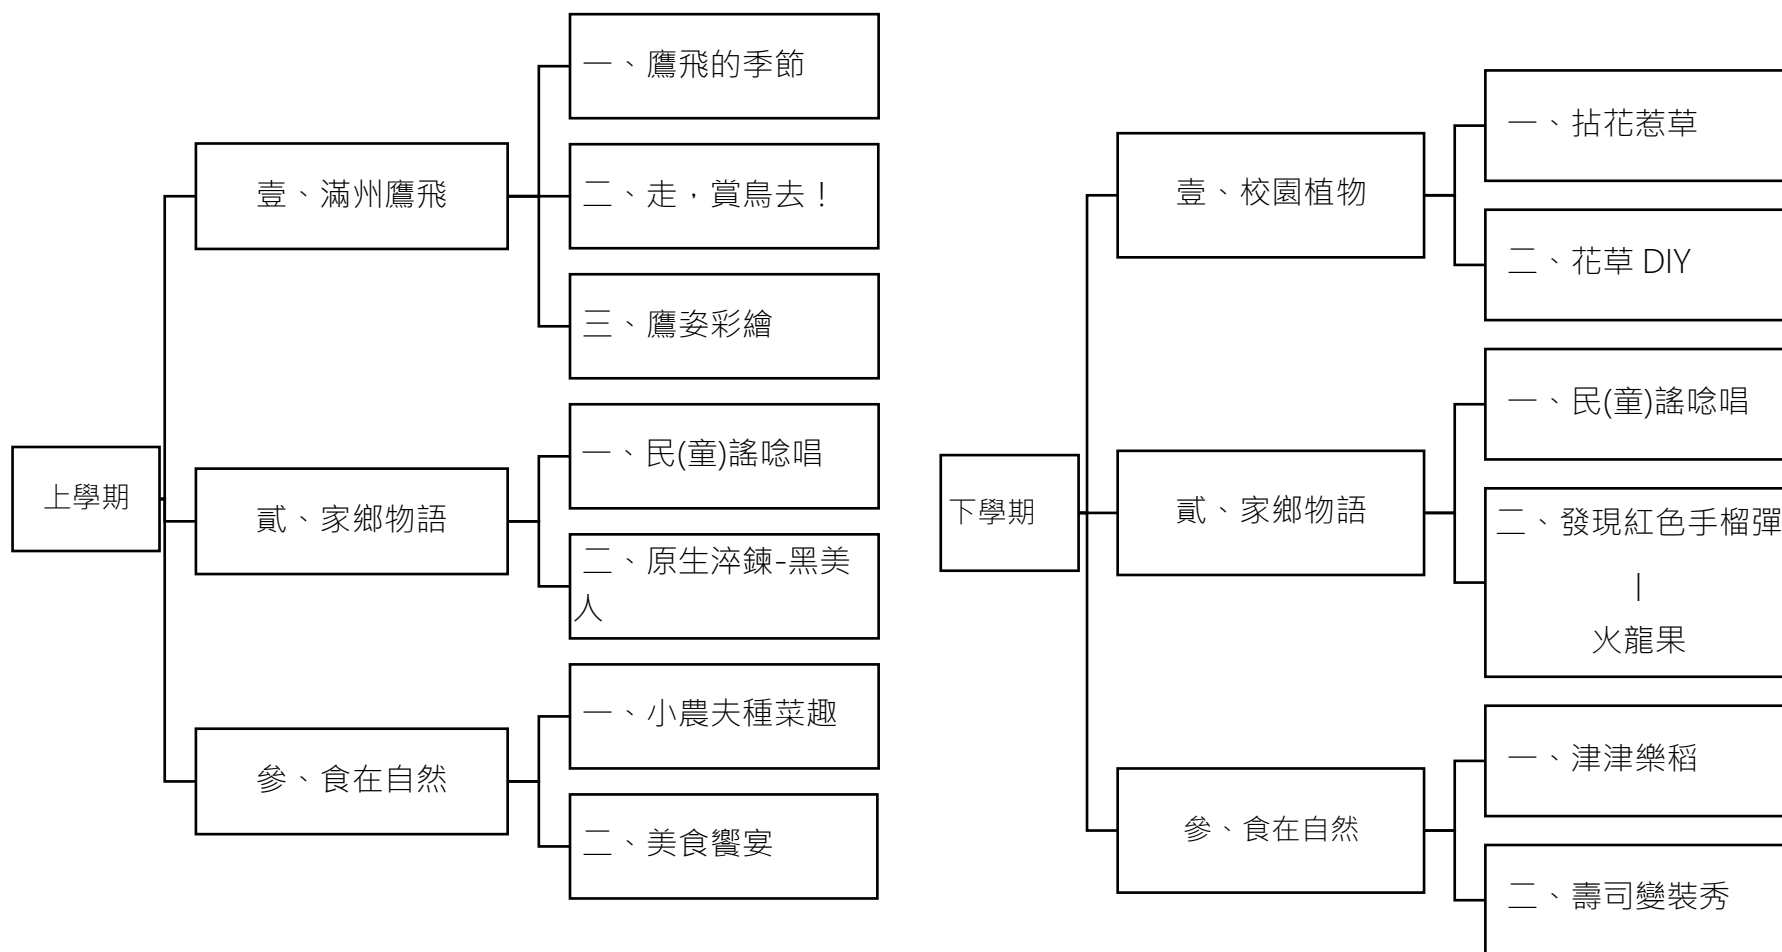 上學期
壹、滿州鷹飛
一、鷹飛的季節
二、走，賞鳥去！
三、鷹姿彩繪
貳、家鄉物語
一、民(童)謠唸唱
二、原生淬鍊-黑美
人
參、食在自然
一、小農夫種菜趣
二、美食饗宴
下學期
壹、校園植物
一、拈花惹草
二、花草 DIY
貳、家鄉物語
一、民(童)謠唸唱
二、發現紅色手榴彈
|
火龍果
參、食在自然
一、津津樂稻
二、壽司變裝秀